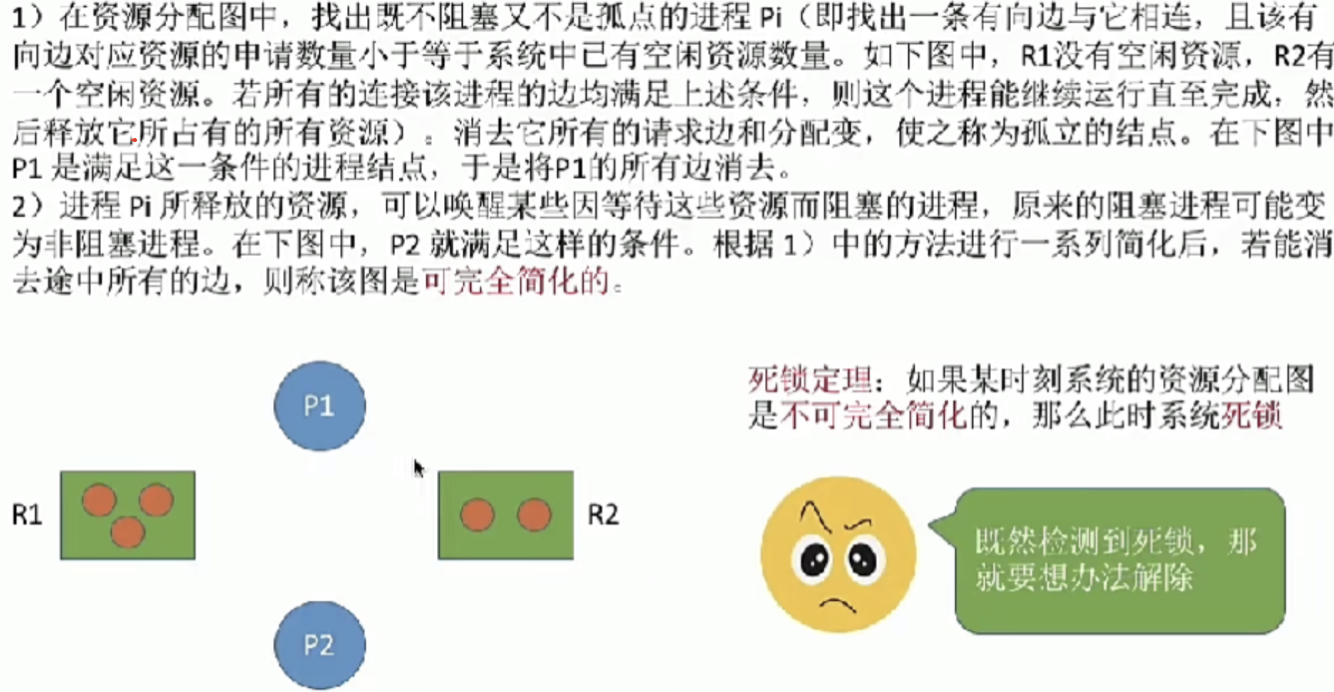 1）在资源分配图中，找出既不阻塞又不是孤点的进程 Pi（即找出一条有向边与它相连，且该有
向边对应资源的申请数量小于等于系统中已有空闲资源数量。如下图中，R1没有空闲资源，R2有
一个空闲资源。若所有的连接该进程的边均满足上述条件，则这个进程能继续运行直至完成，然
后释放它所占有的所有资源）。消去它所有的请求边和分配变，使之称为孤立的结点。在下图中
P1 是满足这一条件的进程结点，于是将P1的所有边消去。
2）进程 Pi 所释放的资源，可以唤醒某些因等待这些资源而阻塞的进程，原来的阻塞进程可能变
为非阻塞进程。在下图中，P2 就满足这样的条件。根据 1）中的方法进行一系列简化后，若能消
去途中所有的边，则称该图是可完全简化的。
P1
死锁定理：如果某时刻系统的资源分配图
是不可完全简化的，那么此时系统死锁
R1
R2
既然检测到死锁，那
就要想办法解除
P2